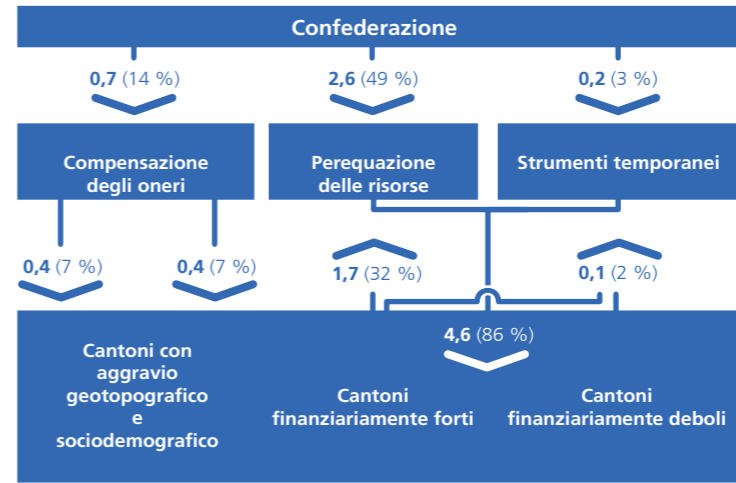 Confederazione
0,7 (14 %)
2,6 (49 %)
0,2 (3 %)
Compensazione
degli oneri
Perequazione
delle risorse
Strumenti temporanei
0,4 (7 %)
0,4 (7 %)
1,7 (32 %)
0,1 (2 %)
4,6 (86 %)
Cantoni con
aggravio
geotopografico
e
sociodemografico
Cantoni
finanziariamente forti
Cantoni
finanziariamente deboli